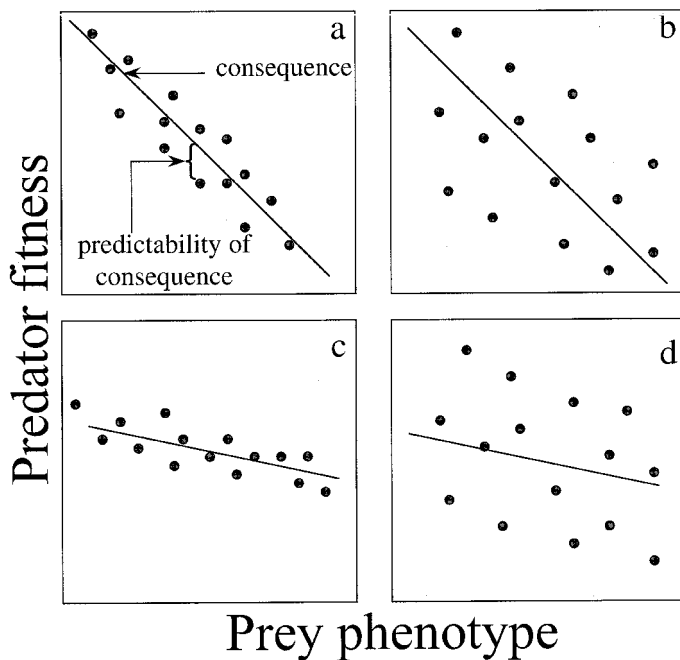 a
consequence
predictability of
consequence
b
c
d
Predator fitness
Prey phenotype